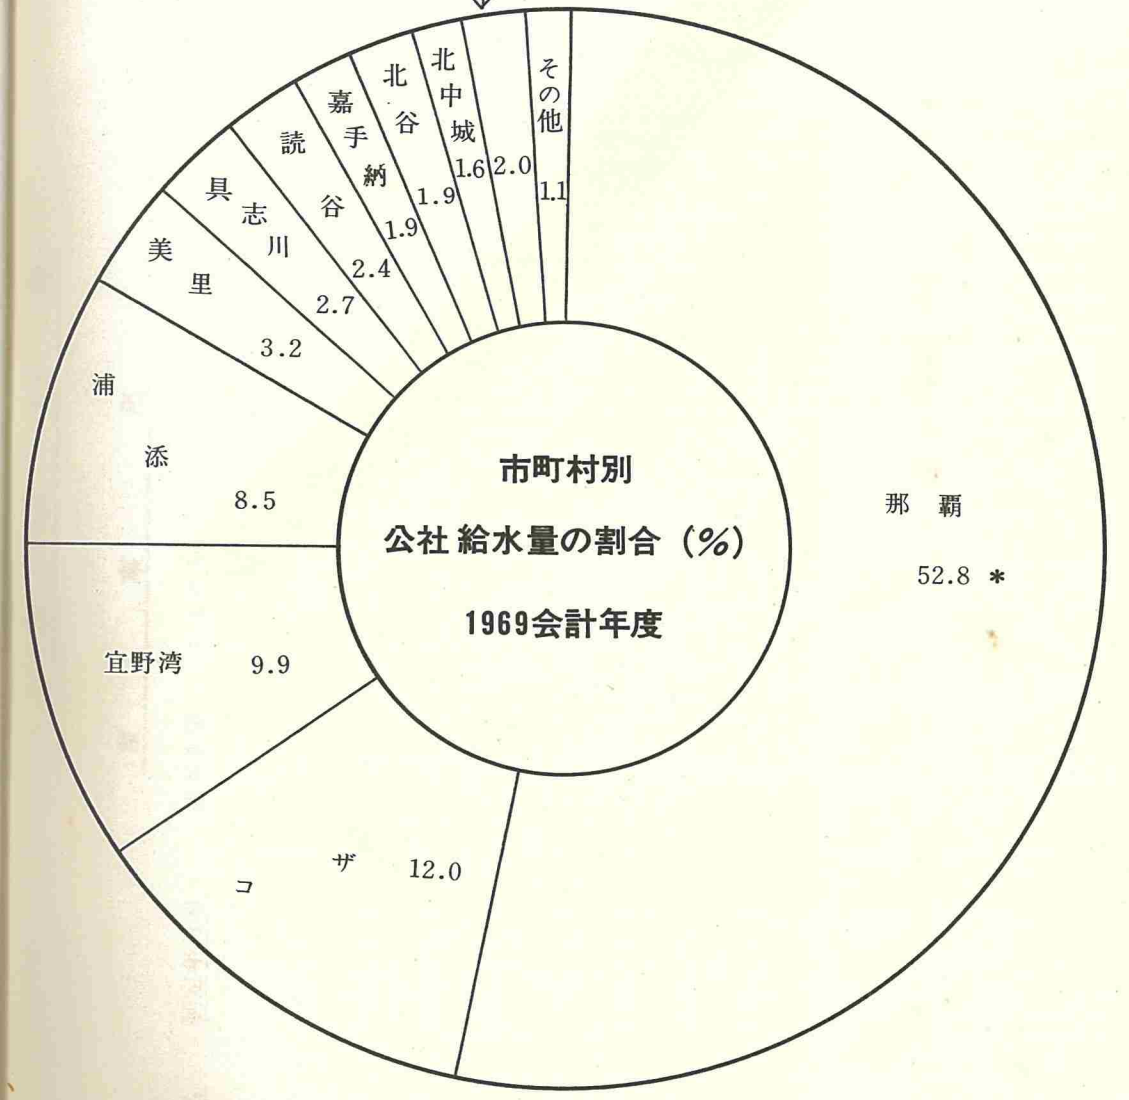 市町村別
公社給水量の割合（%）
1969会計年度
那覇
52.8 *
コザ 12.0
宜野湾 9.9
浦添
8.5
美里
3.2
具志川
2.7
読谷
2.4
嘉手納
1.9
北谷
1.9
北中城
1.6
2.0
その他
1.1